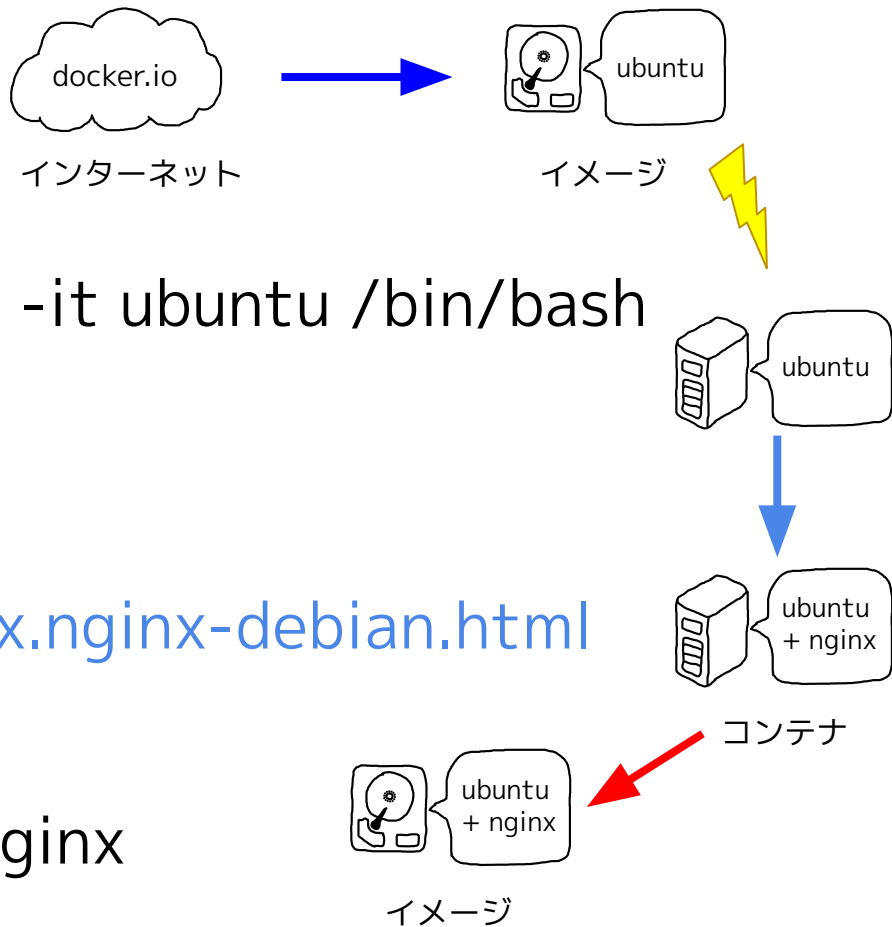 docker.io
ubuntu
インターネット
イメージ
-it ubuntu /bin/bash
ubuntu
x.nginx-debian.html
ubuntu
+ nginx
コンテナ
ubuntu
+ nginx
ginx
イメージ